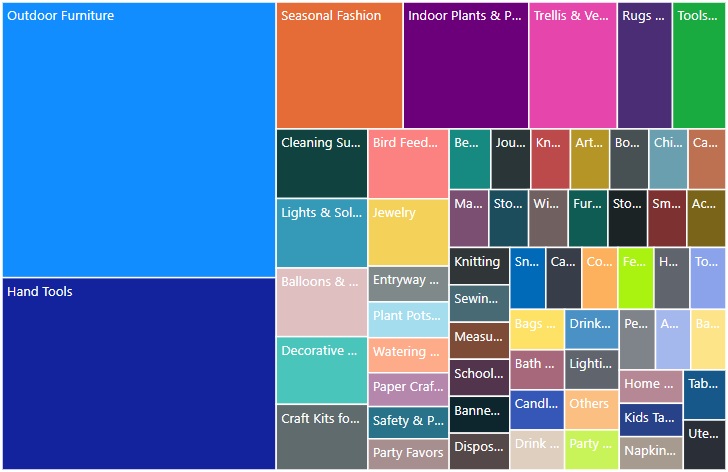 Outdoor Furniture
Hand Tools
Seasonal Fashion
Indoor Plants & P...
Trellis & Ve...
Rugs ...
Tools...
Cleaning Su...
Lights & Sol...
Balloons & ...
Decorative ...
Craft Kits fo...
Bird Feed...
Jewelry
Entryway ...
Plant Pots...
Watering ...
Paper Craf...
Safety & P...
Party Favors
Be...
Jou...
Kn...
Art...
Bo...
Chi...
Ca...
Ma...
Sto...
Wi...
Fur...
Sto...
Sm...
Ac...
Knitting
Sewin...
Measu...
School...
Banne...
Dispos...
Sn...
Ca...
Co...
Fe...
H...
To...
Bags ...
Bath ...
Candl...
Drink ...
Drink...
Lighti...
Others
Party ...
Pe...
A...
Ba...
Home ...
Kids Ta...
Napkin...
Tab...
Ute...